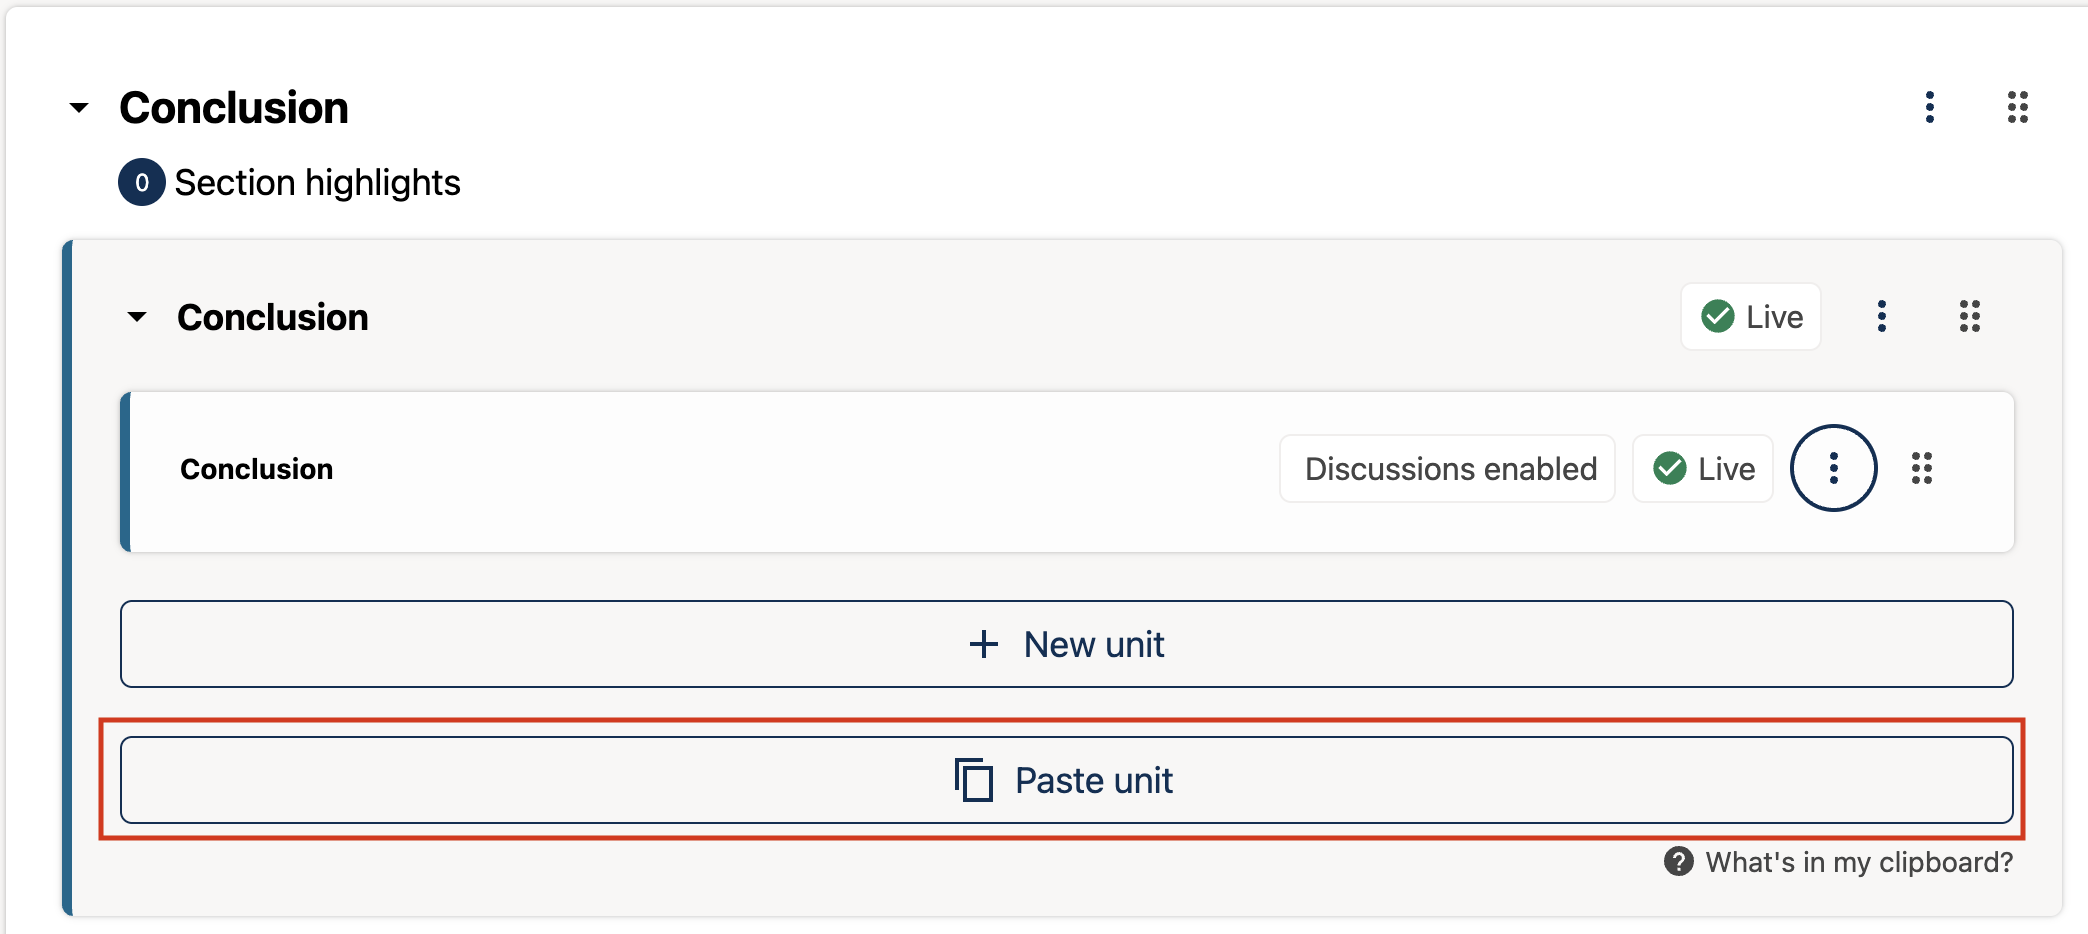 Conclusion
0 Section highlights
Conclusion
Live
Conclusion
Discussions enabled
Live
+ New unit
Paste unit
? What's in my clipboard?